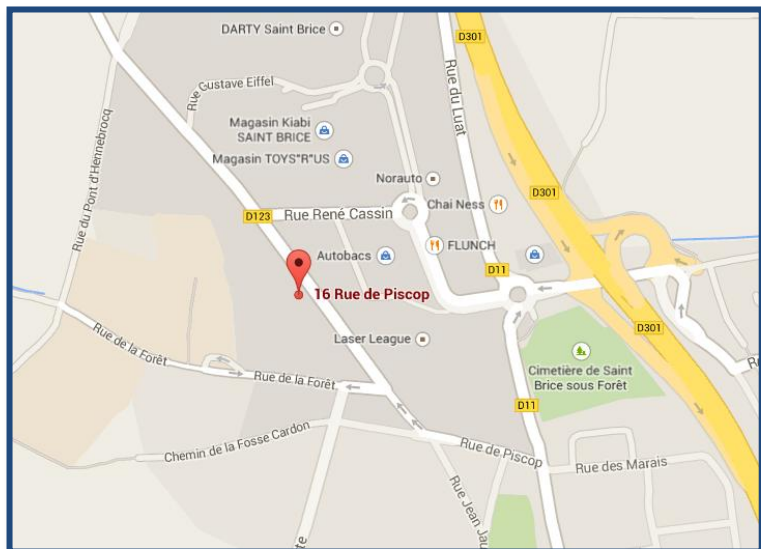 DARTY Saint Brice
D301
Rue Gustave Eiffel
Rue du Luat
Rue du Pont d'Hennebrocq
Magasin Kiabi
SAINT BRICE
Magasin TOYS"R"US
Norauto
D301
Chai Ness
D123
Rue René Cassin
Autobacs
FLUNCH
D11
16 Rue de Piscop
D301
Laser League
Rue de la Forêt
Rue de la Forêt
Cimetière de Saint
Brice sous Forêt
D11
Chemin de la Fosse Cardon
Rue de Piscop
Rue des Marais
Rue Jean Jau